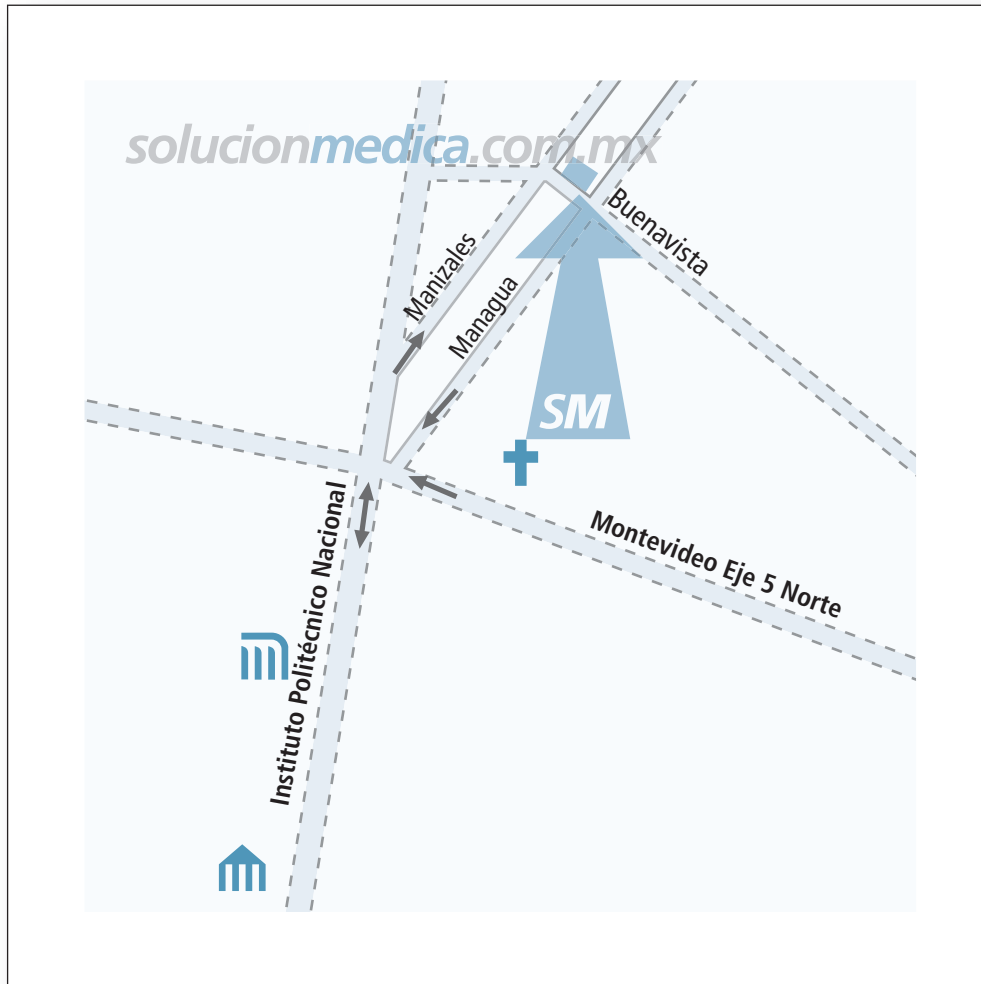 solucionmedica.com.mx
Buenavista
Manizales
Managua
SM
Montevideo Eje 5 Norte
Instituto Politécnico Nacional